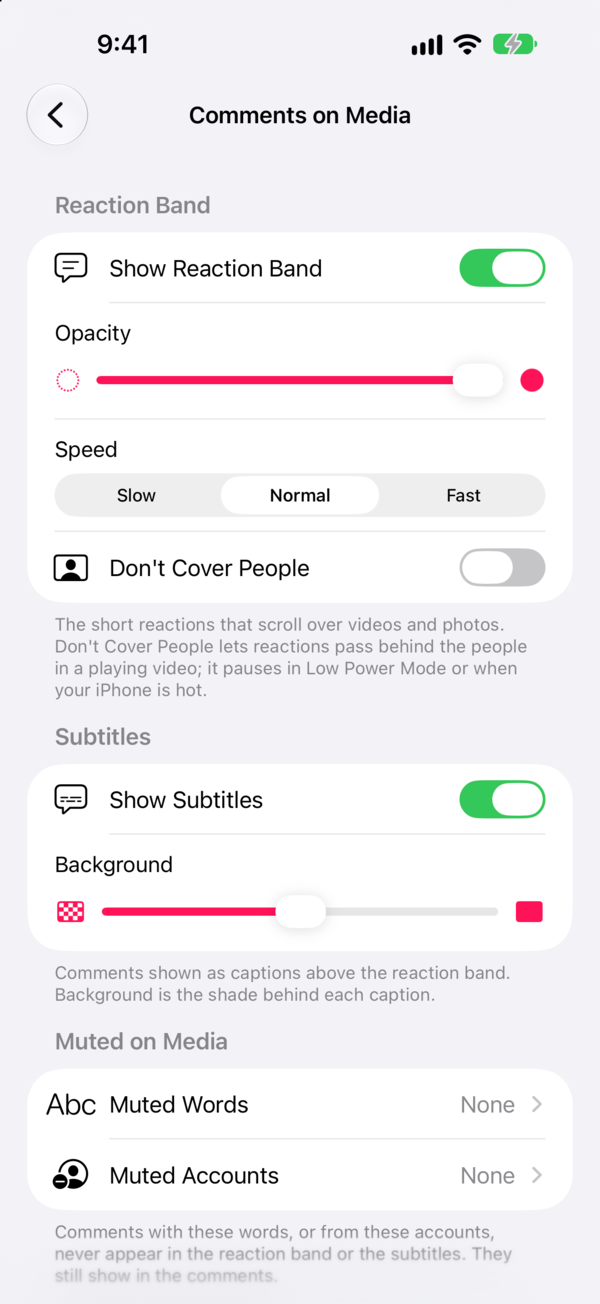 9:41
Comments on Media
Reaction Band
Show Reaction Band
Opacity
Speed
Slow Normal Fast
Don't Cover People
The short reactions that scroll over videos and photos.
Don't Cover People lets reactions pass behind the people
in a playing video; it pauses in Low Power Mode or when
your iPhone is hot.
Subtitles
Show Subtitles
Background
Comments shown as captions above the reaction band.
Background is the shade behind each caption.
Muted on Media
Abc Muted Words None
Muted Accounts None
Comments with these words, or from these accounts,
never appear in the reaction band or the subtitles. They
still show in the comments.